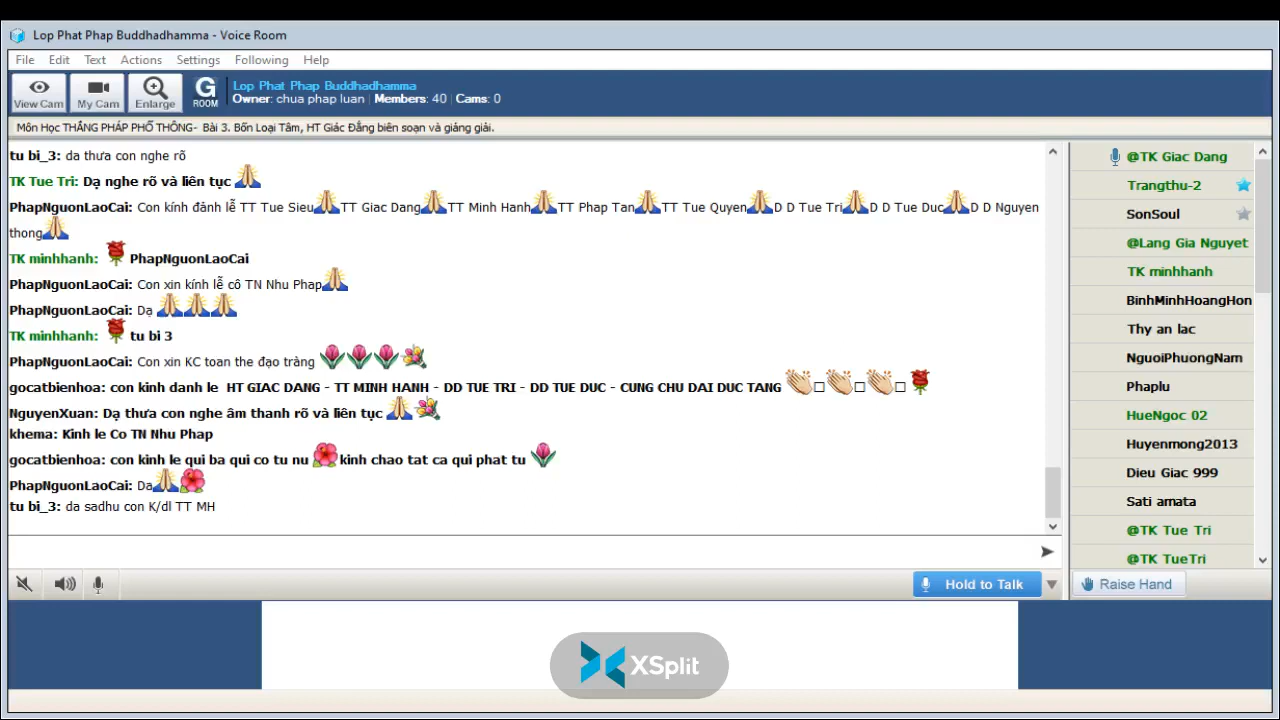 Lop Phat Phap Buddhadhamma - Voice Room
File Edit Text Actions Settings Following Help
View Cam My Cam Enlarge G ROOM
Lop Phat Phap Buddhadhamma
Owner: chua phap luan | Members: 40 | Cams: 0
Môn Học THẮNG PHÁP PHỔ THÔNG- Bài 3. Bốn Loại Tâm, HT Giác Đẳng biên soạn và giảng giải.
tu bi_3: da thưa con nghe rõ
TK Tue Tri: Dạ nghe rõ và liên tục
PhapNguonLaoCai: Con kính đảnh lễ TT Tue Sieu TT Giac Dang TT Minh Hanh TT Phap Tan TT Tue Quyen D D Tue Tri D D Tue Duc D D Nguyen
thong
TK minhhanh: PhapNguonLaoCai
PhapNguonLaoCai: Con xin kính lễ cô TN Nhu Phap
PhapNguonLaoCai: Dạ
TK minhhanh: tu bi 3
PhapNguonLaoCai: Con xin KC toan the đạo tràng
gocatbienhoa: con kinh danh le HT GIAC DANG - TT MINH HANH - DD TUE TRI - DD TUE DUC - CUNG CHU DAI DUC TANG
NguyenXuan: Dạ thưa con nghe âm thanh rõ và liên tục
khema: Kinh le Co TN Nhu Phap
gocatbienhoa: con kinh le qui ba qui co tu nu kinh chao tat ca qui phat tu
PhapNguonLaoCai: Da
tu bi_3: da sadhu con K/dl TT MH
@TK Giac Dang
Trangthu-2
SonSoul
@Lang Gia Nguyet
TK minhhanh
BinhMinhHoangHon
Thy an lac
NguoiPhuongNam
Phaplu
HueNgoc 02
Huyenmong2013
Dieu Giac 999
Sati amata
@TK Tue Tri
@TK TueTri
Hold to Talk
Raise Hand
XSplit